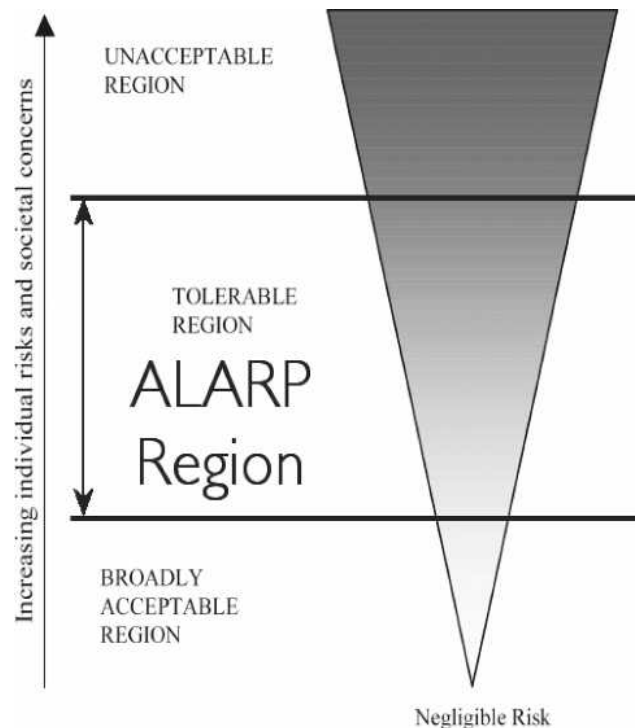 Increasing individual risks and societal concerns
UNACCEPTABLE
REGION
TOLERABLE
REGION
ALARP
Region
BROADLY
ACCEPTABLE
REGION
Negligible Risk